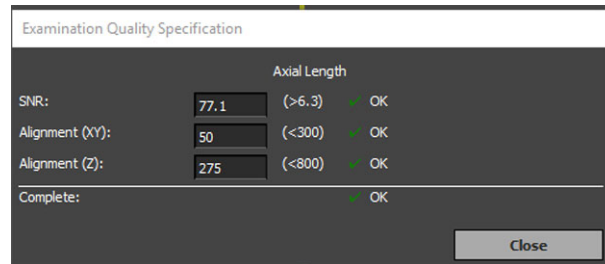 Examination Quality Specification
Axial Length
SNR: 77.1 (>6.3) ✓ OK
Alignment (XY): 50 (<300) ✓ OK
Alignment (Z): 275 (<800) ✓ OK
Complete: ✓ OK
Close